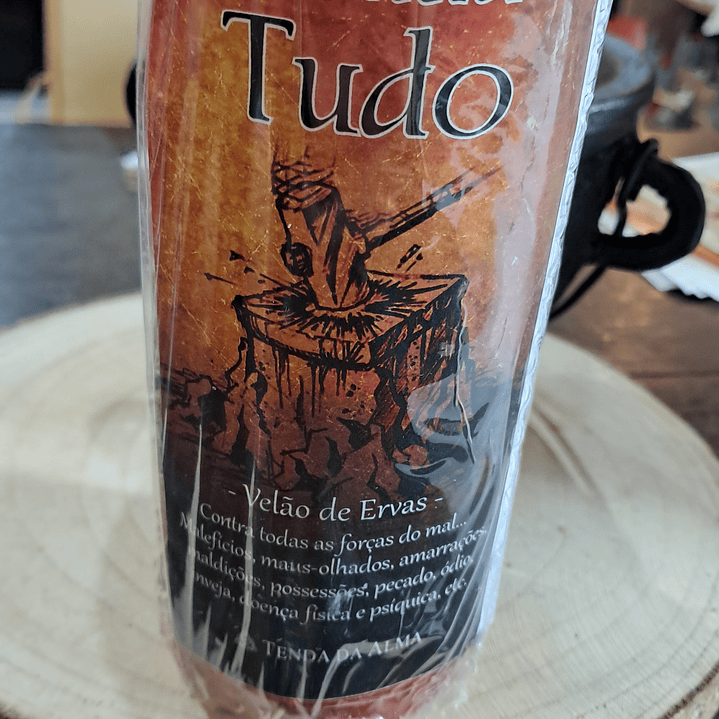 Tudo
- Velão de Ervas -
Contra todas as forças do mal...
Malefícios, maus-olhados, amarrações,
maldições, possessões, pecado, ódio,
inveja, doença física e psíquica, etc.
Tenda da Alma